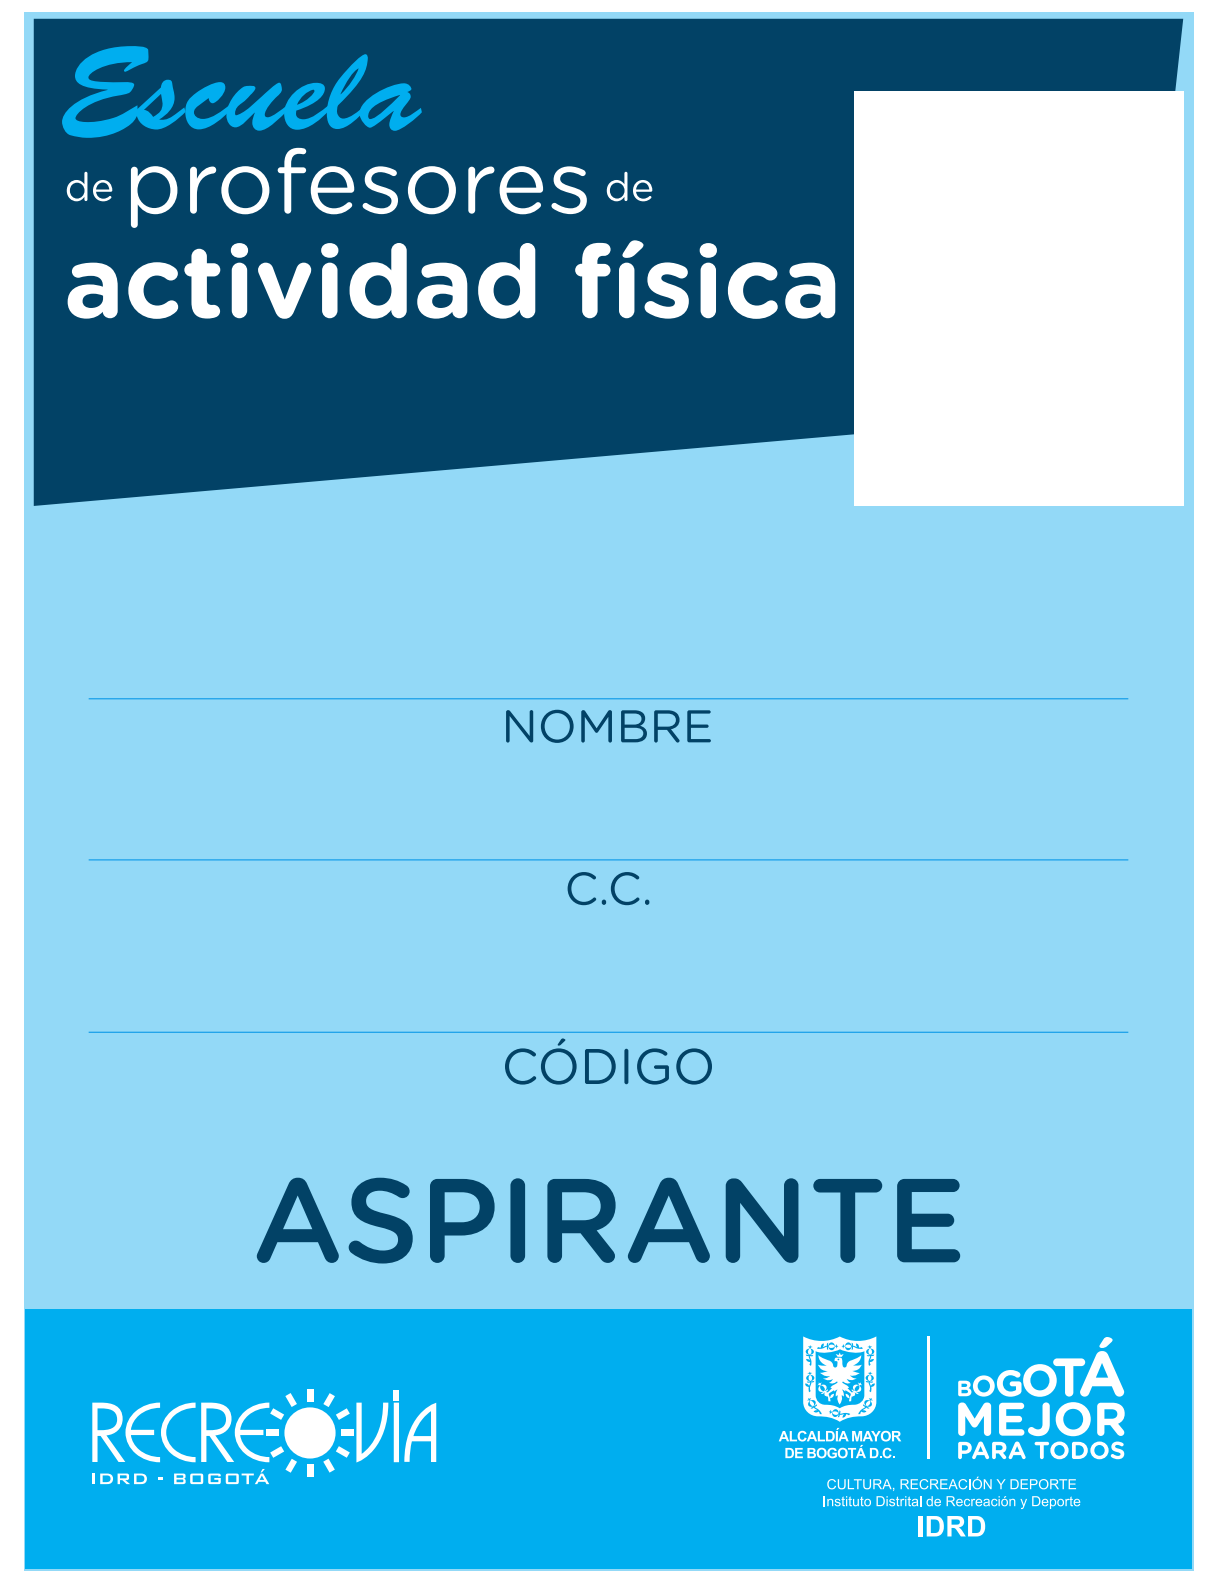 Escuela
de profesores de
actividad física
NOMBRE
C.C.
CÓDIGO
ASPIRANTE
RECREOVÍA
IDRD - BOGOTÁ
ALCALDÍA MAYOR
DE BOGOTÁ D.C.
BOGOTÁ
MEJOR
PARA TODOS
CULTURA, RECREACIÓN Y DEPORTE
Instituto Distrital de Recreación y Deporte
IDRD